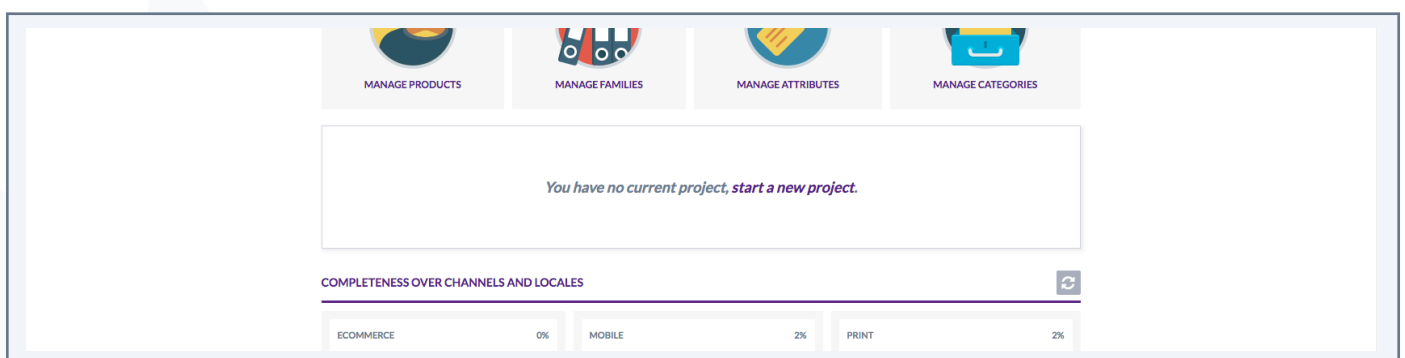 MANAGE PRODUCTS
MANAGE FAMILIES
MANAGE ATTRIBUTES
MANAGE CATEGORIES
You have no current project, start a new project.
COMPLETENESS OVER CHANNELS AND LOCALES
ECOMMERCE 0%
MOBILE 2%
PRINT 2%